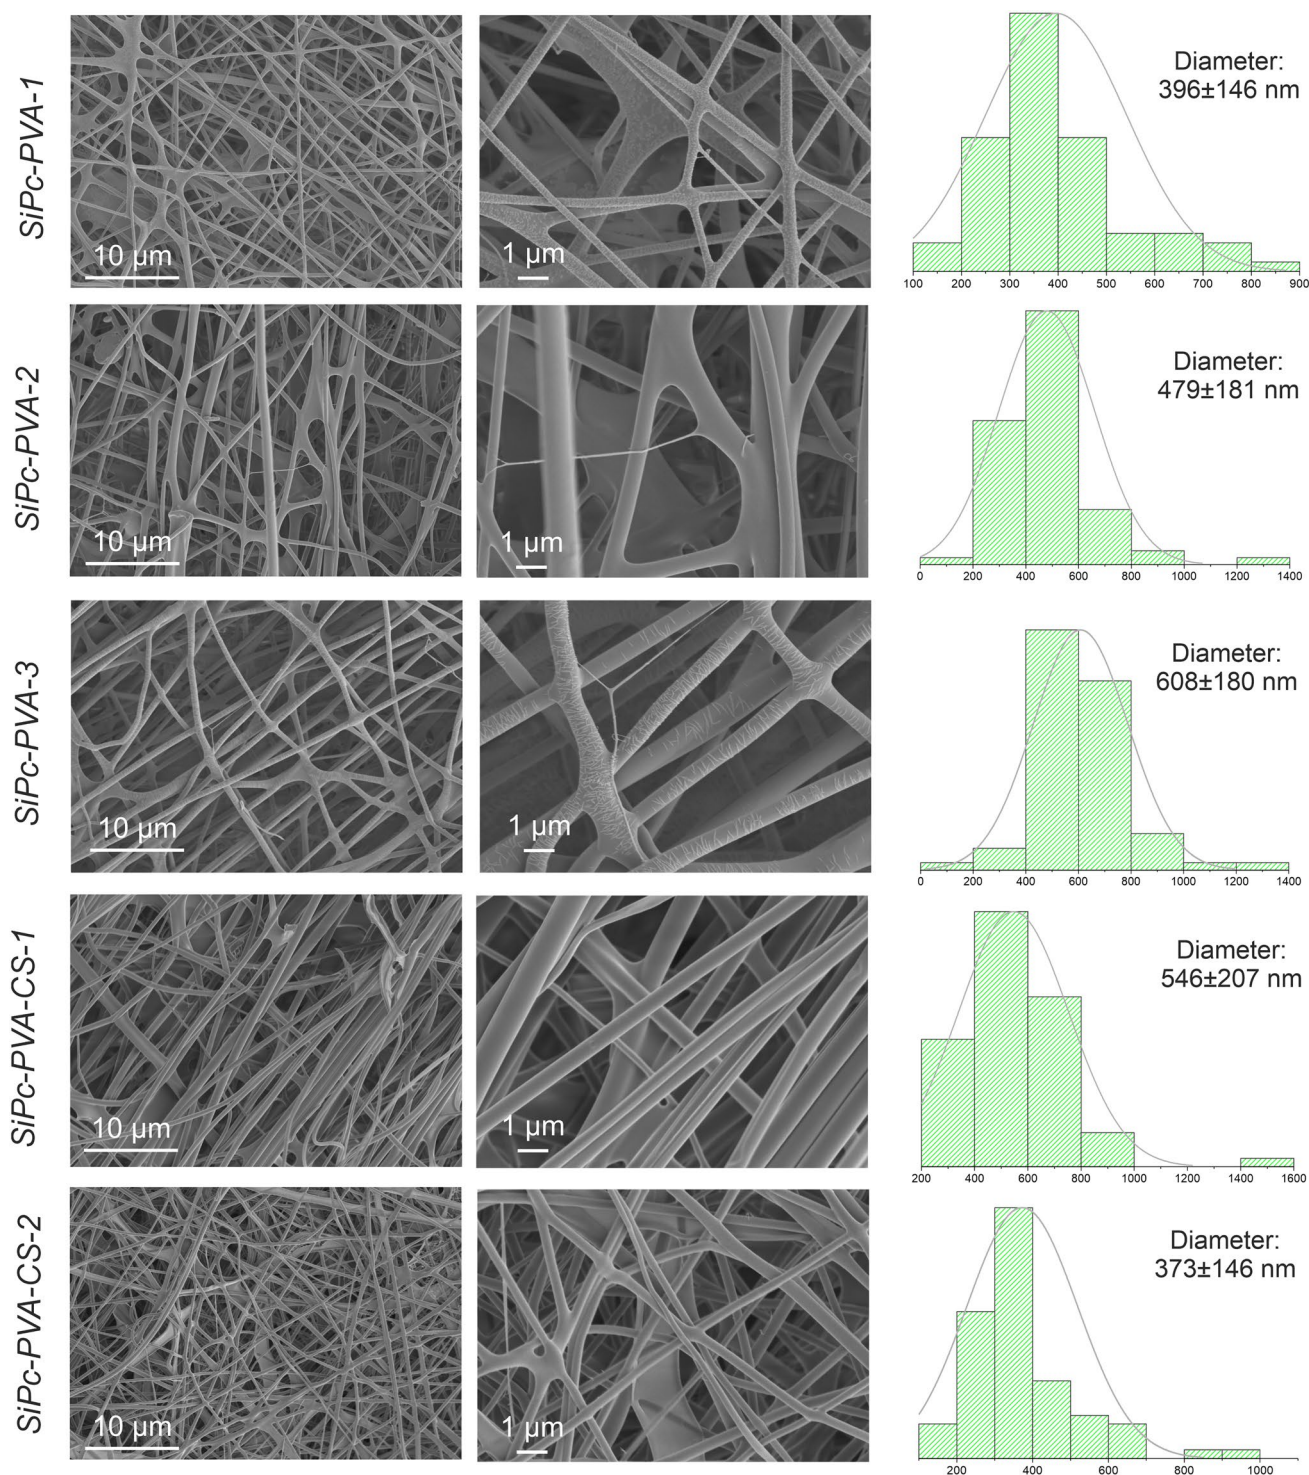 SiPc-PVA-1
10 µm
1 µm
Diameter:
396±146 nm
100 200 300 400 500 600 700 800 900
SiPc-PVA-2
10 µm
1 µm
Diameter:
479±181 nm
0 200 400 600 800 1000 1200 1400
SiPc-PVA-3
10 µm
1 µm
Diameter:
608±180 nm
0 200 400 600 800 1000 1200 1400
SiPc-PVA-CS-1
10 µm
1 µm
Diameter:
546±207 nm
200 400 600 800 1000 1200 1400 1600
SiPc-PVA-CS-2
10 µm
1 µm
Diameter:
373±146 nm
200 400 600 800 1000